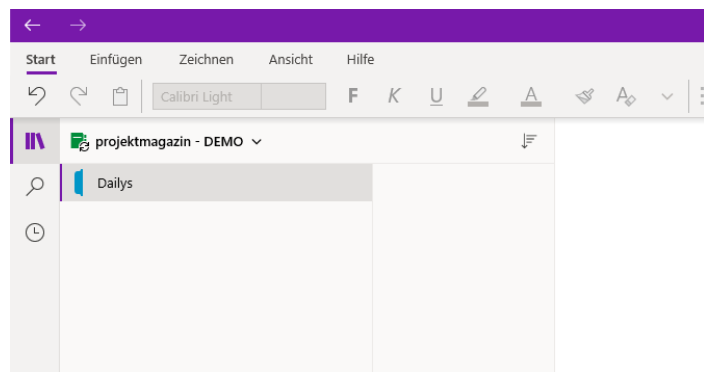 Start Einfügen Zeichnen Ansicht Hilfe
Calibri Light F K U A A
projektmagazin - DEMO
Dailys